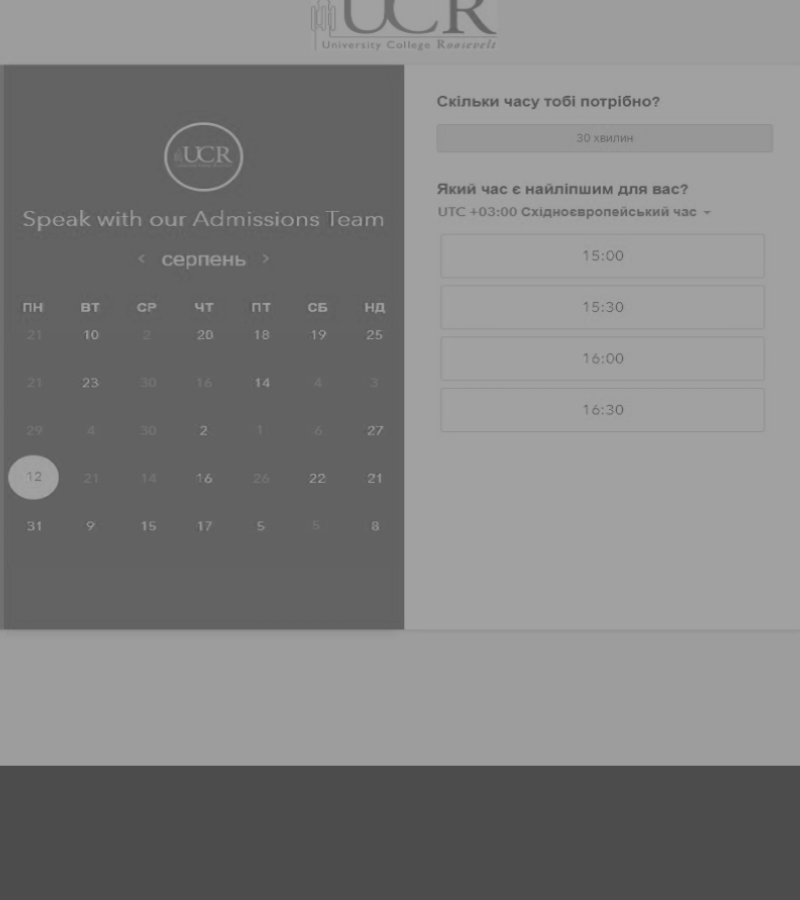 UCR
University College Roosevelt
UCR
Speak with our Admissions Team
‹ серпень ›
ПН ВТ СР ЧТ ПТ СБ НД
21 10 2 20 18 19 25
21 23 30 16 14 4 3
29 4 30 2 1 6 27
12 21 14 16 26 22 21
31 9 15 17 5 5 8
Скільки часу тобі потрібно?
30 хвилин
Який час є найліпшим для вас?
UTC +03:00 Східноєвропейський час
15:00
15:30
16:00
16:30